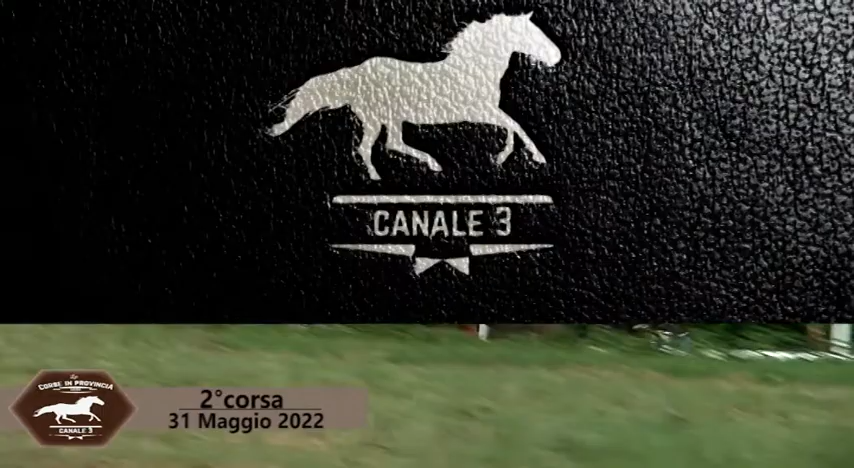 CANALE 3
CORSE IN PROVINCIA
CANALE 3
2°corsa
31 Maggio 2022